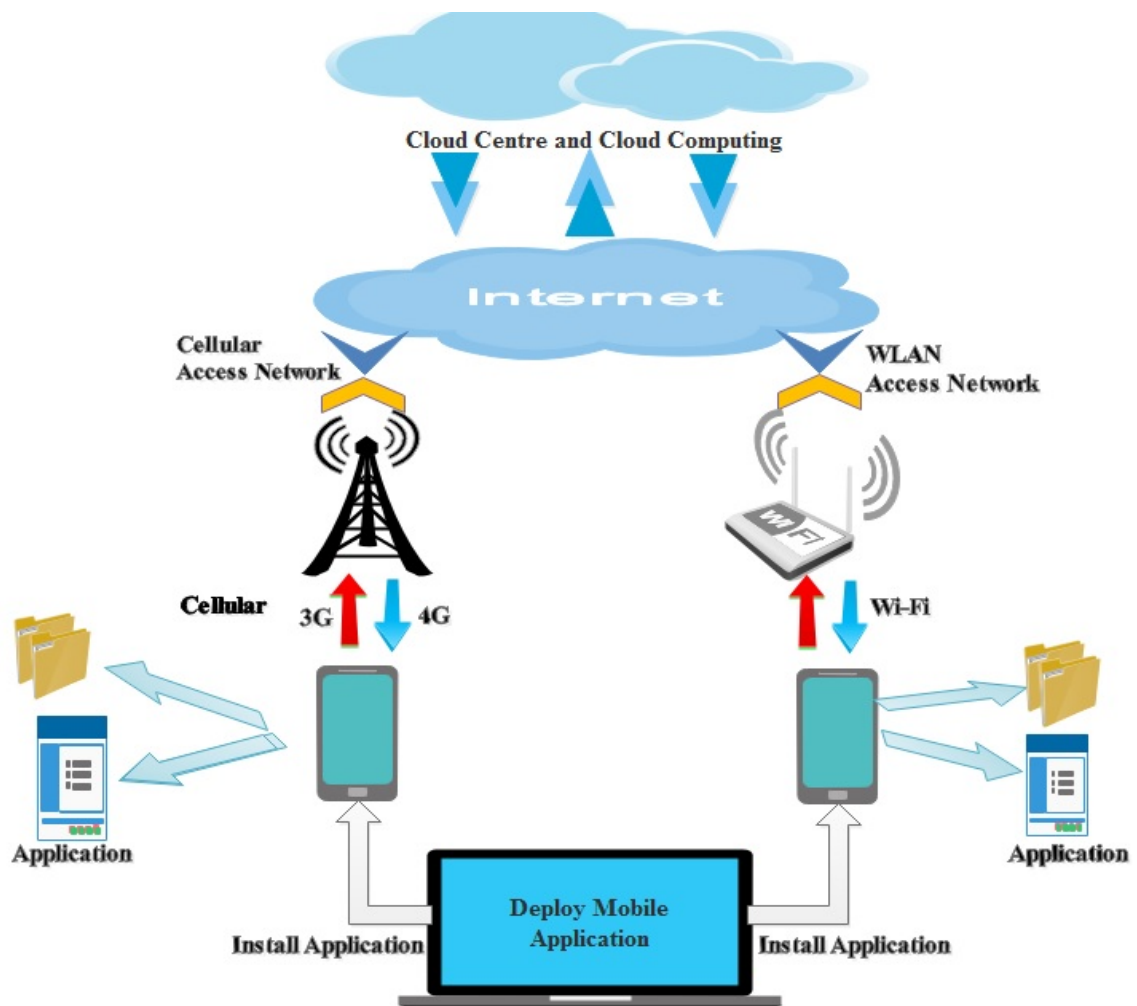 Cloud Centre and Cloud Computing
Internet
Cellular
Access Network
WLAN
Access Network
WiFi
Cellular
3G
4G
Wi-Fi
Application
Application
Deploy Mobile
Application
Install Application
Install Application